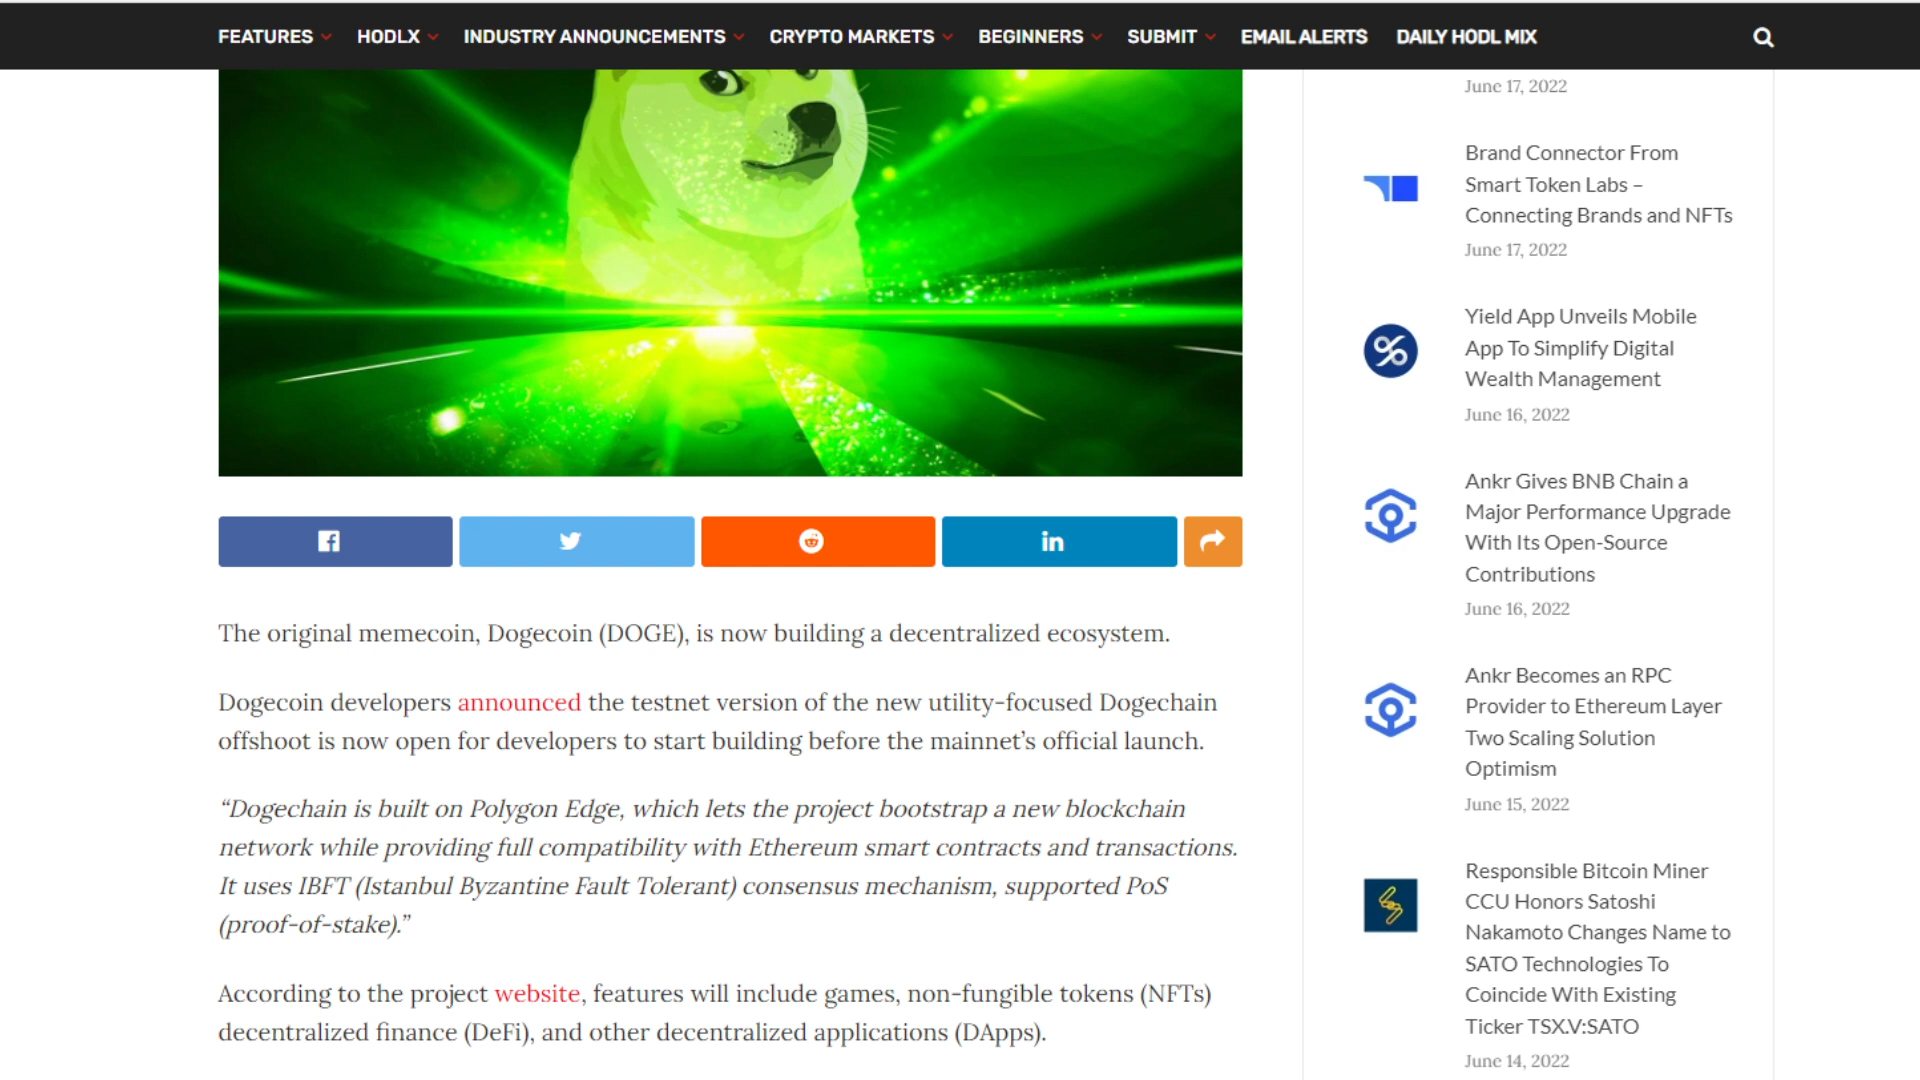 FEATURES HODLX INDUSTRY ANNOUNCEMENTS CRYPTO MARKETS BEGINNERS SUBMIT EMAIL ALERTS DAILY HODL MIX
The original memecoin, Dogecoin (DOGE), is now building a decentralized ecosystem.
Dogecoin developers announced the testnet version of the new utility-focused Dogechain
offshoot is now open for developers to start building before the mainnet’s official launch.
“Dogechain is built on Polygon Edge, which lets the project bootstrap a new blockchain
network while providing full compatibility with Ethereum smart contracts and transactions.
It uses IBFT (Istanbul Byzantine Fault Tolerant) consensus mechanism, supported PoS
(proof-of-stake).”
According to the project website, features will include games, non-fungible tokens (NFTs)
decentralized finance (DeFi), and other decentralized applications (DApps).
June 17, 2022
Brand Connector From
Smart Token Labs –
Connecting Brands and NFTs
June 17, 2022
Yield App Unveils Mobile
App To Simplify Digital
Wealth Management
June 16, 2022
Ankr Gives BNB Chain a
Major Performance Upgrade
With Its Open-Source
Contributions
June 16, 2022
Ankr Becomes an RPC
Provider to Ethereum Layer
Two Scaling Solution
Optimism
June 15, 2022
Responsible Bitcoin Miner
CCU Honors Satoshi
Nakamoto Changes Name to
SATO Technologies To
Coincide With Existing
Ticker TSX.V:SATO
June 14, 2022